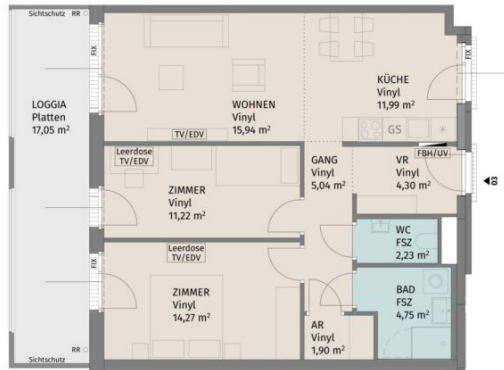 Sichtschutz RR
FIX
LOGGIA
Platten
17,05 m²
WOHNEN
Vinyl
15,94 m²
TV/EDV
KÜCHE
Vinyl
11,99 m²
GS
FIX
FBH/UV
Leerdose
TV/EDV
ZIMMER
Vinyl
11,22 m²
GANG
Vinyl
5,04 m²
VR
Vinyl
4,30 m²
03
WC
FSZ
2,23 m²
FIX
Leerdose
TV/EDV
ZIMMER
Vinyl
14,27 m²
BAD
FSZ
4,75 m²
AR
Vinyl
1,90 m²
RR
Sichtschutz